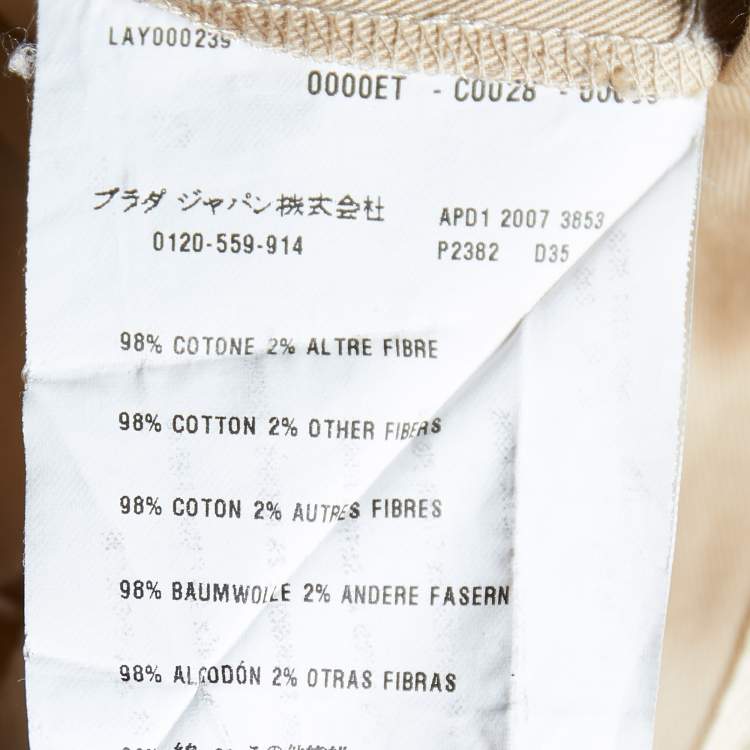 LAY000239
0000ET - C0028 -
プラダ ジャパン株式会社
0120-559-914
APD1 2007 3853
P2382 D35
98% COTONE 2% ALTRE FIBRE
98% COTTON 2% OTHER FIBERS
98% COTON 2% AUTRES FIBRES
98% BAUMWOLLE 2% ANDERE FASERN
98% ALGODÓN 2% OTRAS FIBRAS